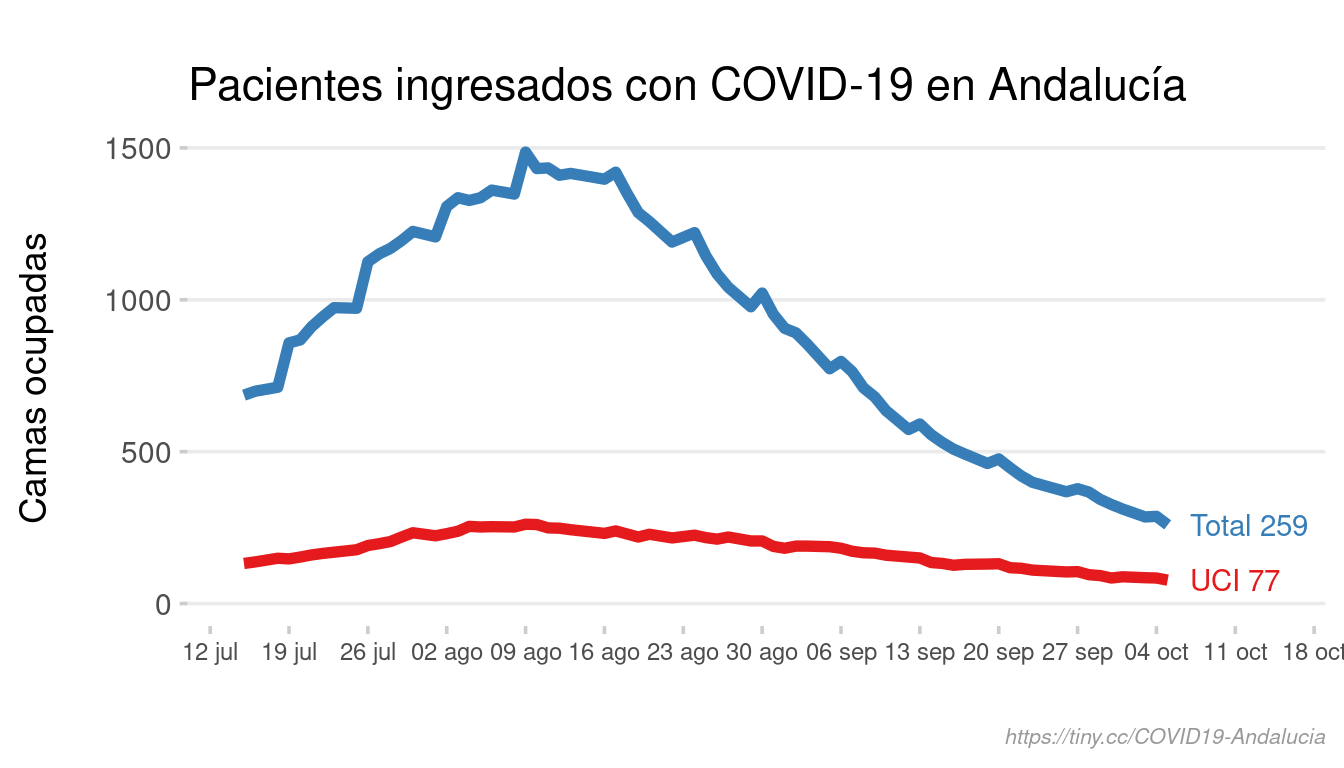 Pacientes ingresados con COVID-19 en Andalucía
Camas ocupadas
1500
1000
500
0
Total 259
UCI 77
12 jul 19 jul 26 jul 02 ago 09 ago 16 ago 23 ago 30 ago 06 sep 13 sep 20 sep 27 sep 04 oct 11 oct 18 oct
https://tiny.cc/COVID19-Andalucia